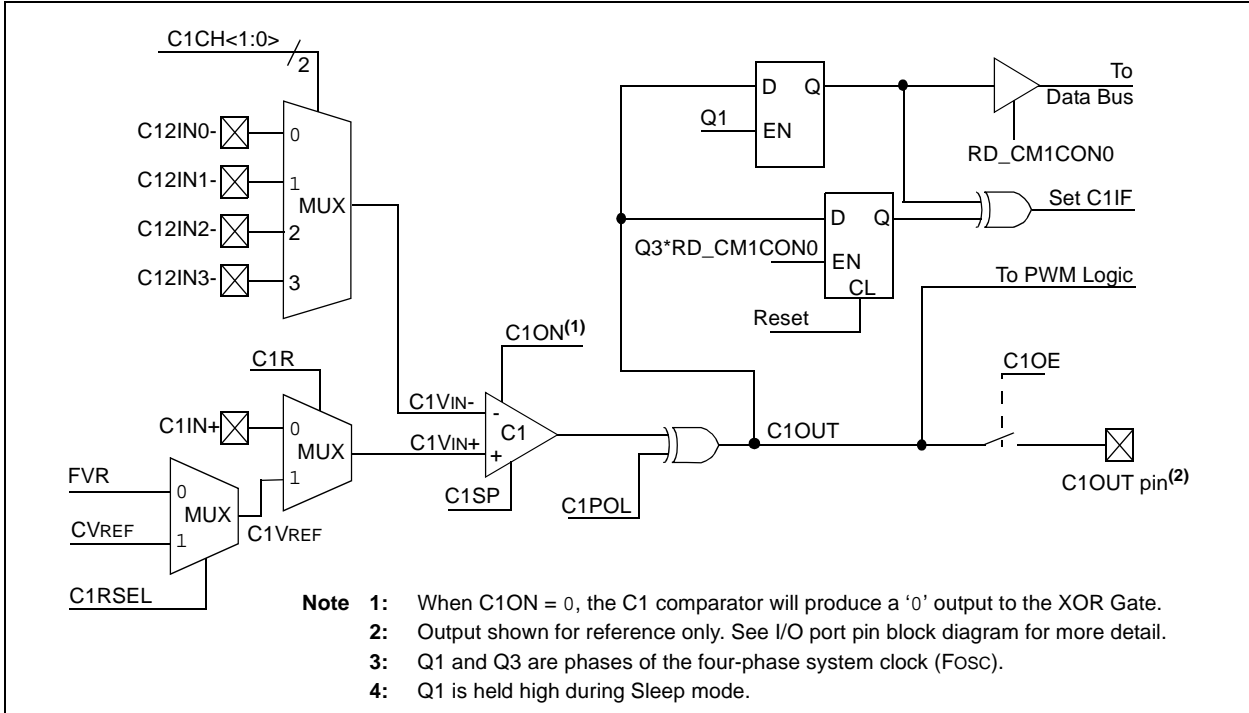 C1CH<1:0>
2
C12IN0-
0
C12IN1-
1
MUX
C12IN2-
2
C12IN3-
3
D Q
Q1
EN
To
Data Bus
RD_CM1CON0
D Q
Q3*RD_CM1CON0
EN
CL
Reset
Set C1IF
To PWM Logic
C1ON(1)
C1R
C1IN+
0
MUX
1
FVR
0
MUX
CVREF
1
C1VREF
C1RSEL
C1VIN-
-
C1
C1VIN+
+
C1SP
C1POL
C1OUT
C1OE
C1OUT pin(2)
Note 1: When C1ON = 0, the C1 comparator will produce a ‘0’ output to the XOR Gate.
2: Output shown for reference only. See I/O port pin block diagram for more detail.
3: Q1 and Q3 are phases of the four-phase system clock (FOSC).
4: Q1 is held high during Sleep mode.